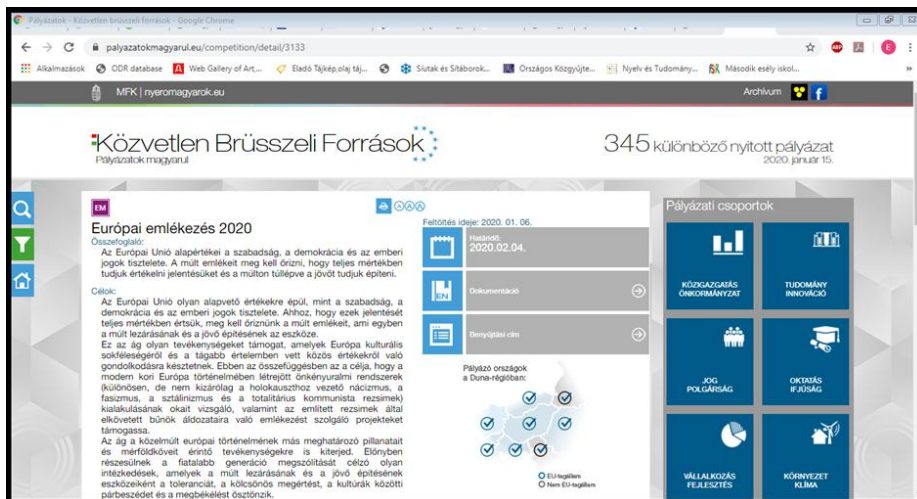 Pályázatok - Közvetlen brüsszeli források - Google Chrome
palyazatokmagyarul.eu/competition/detail/3133
ABP
E
Alkalmazások ODR database Web Gallery of Art,... Eladó Tájkép,olaj táj... Síutak és Sítáborok... Országos Közgyűjte... Nyelv és Tudomány... Második esély iskol...
MFK | nyeromagyarok.eu
Archívum
Közvetlen Brüsszeli Források
Pályázatok magyarul
345 különböző nyitott pályázat
2020. január 15.
EM
Európai emlékezés 2020
Összefoglaló:
Az Európai Unió alapértékei a szabadság, a demokrácia és az emberi
jogok tisztelete. A múlt emlékeit meg kell őrizni, hogy teljes mértékben
tudjuk értékelni jelentésüket és a múlton túllépve a jövőt tudjuk építeni.
Célok:
Az Európai Unió olyan alapvető értékekre épül, mint a szabadság, a
demokrácia és az emberi jogok tisztelete. Ahhoz, hogy ezek jelentését
teljes mértékben értsük, meg kell őriznünk a múlt emlékeit, ami egyben
a múlt lezárásának és a jövő építésének az eszköze.
Ez az ág olyan tevékenységeket támogat, amelyek Európa kulturális
sokféleségéről és a tágabb értelemben vett közös értékekről való
gondolkodásra késztetnek. Ebben az összefüggésben az a célja, hogy a
modern kori Európa történelmében létrejött önkényuralmi rendszerek
(különösen, de nem kizárólag a holokauszthoz vezető nácizmus, a
fasizmus, a sztálinizmus és a totalitárius kommunista rezsimek)
kialakulásának okait vizsgáló, valamint az említett rezsimek által
elkövetett bűnök áldozataira való emlékezést szolgáló projekteket
támogassa.
Az ág a közelmúlt európai történelmének más meghatározó pillanatait
és mérföldköveit érintő tevékenységekre is kiterjed. Előnyben
részesülnek a fiatalabb generáció megszólítását célzó olyan
intézkedések, amelyek a múlt lezárásának és a jövő építésének
eszközeiként a toleranciát, a kölcsönös megértést, a kultúrák közötti
párbeszédet és a megbékélést ösztönzik.
Feltöltés ideje: 2020. 01. 06.
Határidő:
2020.02.04.
EN
Dokumentáció
Benyújtási cím
Pályázó országok
a Duna-régióban:
EU-tagállam
Nem EU-tagállam
Pályázati csoportok
KÖZIGAZGATÁS
ÖNKORMÁNYZAT
TUDOMÁNY
INNOVÁCIÓ
JOG
POLGÁRSÁG
OKTATÁS
IFJÚSÁG
VÁLLALKOZÁS
FEJLESZTÉS
KÖRNYEZET
KLÍMA